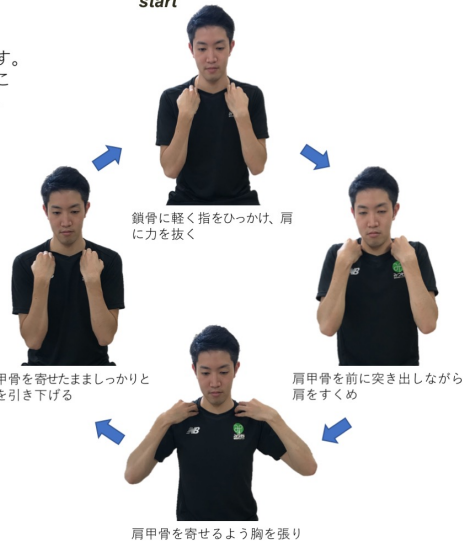 start
す。
こ
鎖骨に軽く指をひっかけ、肩
に力を抜く
甲骨を寄せたまましっかりと
を引き下げる
肩甲骨を前に突き出しながら
肩をすくめ
肩甲骨を寄せるよう胸を張り
NB
NB